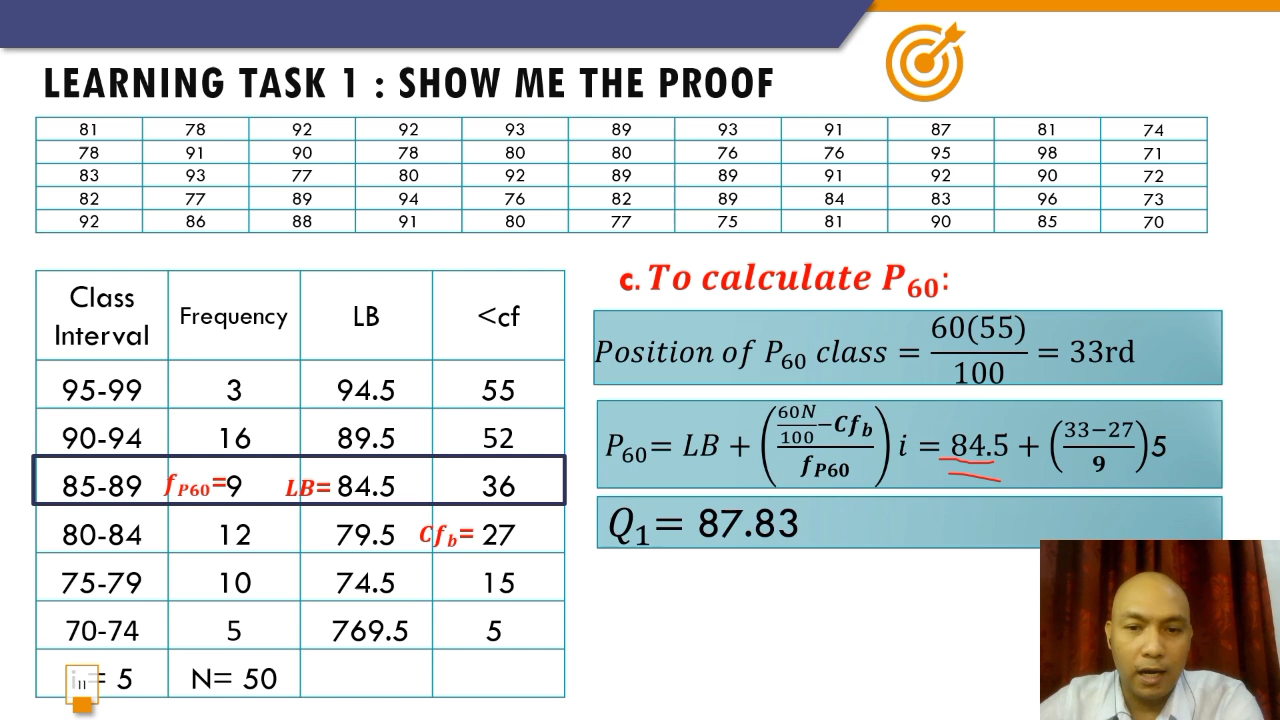 LEARNING TASK 1 : SHOW ME THE PROOF
81 78 92 92 93 89 93 91 87 81 74
78 91 90 78 80 80 76 76 95 98 71
83 93 77 80 92 89 89 91 92 90 72
82 77 89 94 76 82 89 84 83 96 73
92 86 88 91 80 77 75 81 90 85 70
Class Interval Frequency LB <cf
95-99 3 94.5 55
90-94 16 89.5 52
85-89 f_P60=9 LB= 84.5 36
80-84 12 79.5 Cf_b= 27
75-79 10 74.5 15
70-74 5 769.5 5
i = 5 N= 50
11
c. To calculate P₆₀:
Position of P₆₀ class = 60(55)/100 = 33rd
P₆₀= LB + ((60N/100 − Cf_b)/f_P60) i = 84.5 + ((33−27)/9)5
Q₁= 87.83